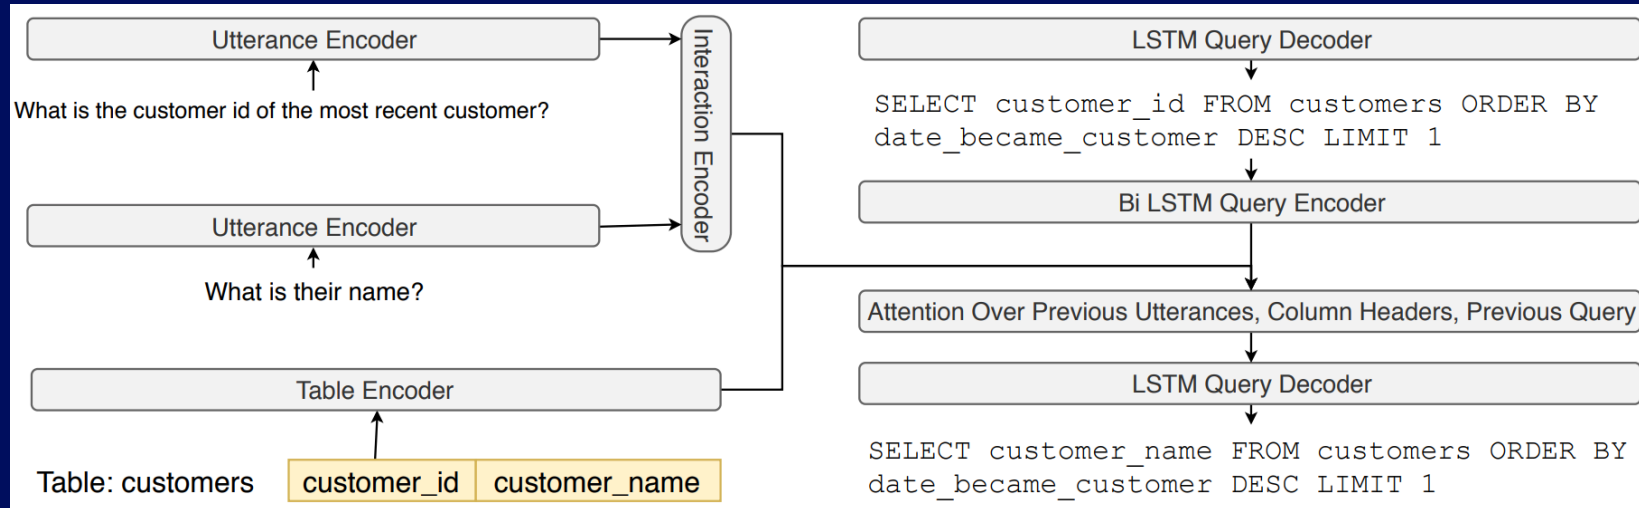 Utterance Encoder
What is the customer id of the most recent customer?
Utterance Encoder
What is their name?
Interaction Encoder
Table Encoder
Table: customers
customer_id
customer_name
LSTM Query Decoder
SELECT customer_id FROM customers ORDER BY
date_became_customer DESC LIMIT 1
Bi LSTM Query Encoder
Attention Over Previous Utterances, Column Headers, Previous Query
LSTM Query Decoder
SELECT customer_name FROM customers ORDER BY
date_became_customer DESC LIMIT 1